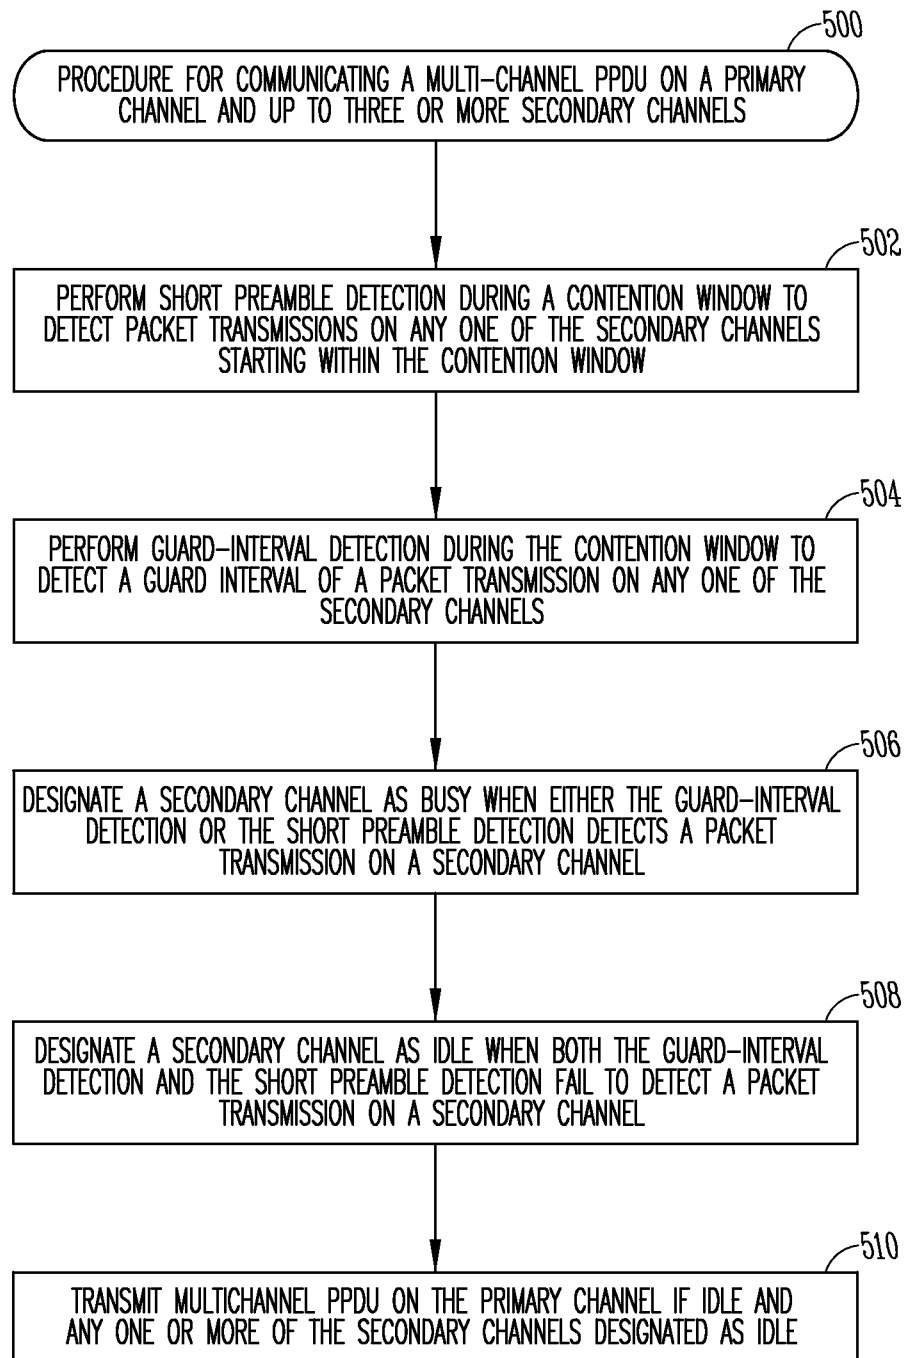 500
PROCEDURE FOR COMMUNICATING A MULTI-CHANNEL PPDU ON A PRIMARY
CHANNEL AND UP TO THREE OR MORE SECONDARY CHANNELS
502
PERFORM SHORT PREAMBLE DETECTION DURING A CONTENTION WINDOW TO
DETECT PACKET TRANSMISSIONS ON ANY ONE OF THE SECONDARY CHANNELS
STARTING WITHIN THE CONTENTION WINDOW
504
PERFORM GUARD-INTERVAL DETECTION DURING THE CONTENTION WINDOW TO
DETECT A GUARD INTERVAL OF A PACKET TRANSMISSION ON ANY ONE OF THE
SECONDARY CHANNELS
506
DESIGNATE A SECONDARY CHANNEL AS BUSY WHEN EITHER THE GUARD-INTERVAL
DETECTION OR THE SHORT PREAMBLE DETECTION DETECTS A PACKET
TRANSMISSION ON A SECONDARY CHANNEL
508
DESIGNATE A SECONDARY CHANNEL AS IDLE WHEN BOTH THE GUARD-INTERVAL
DETECTION AND THE SHORT PREAMBLE DETECTION FAIL TO DETECT A PACKET
TRANSMISSION ON A SECONDARY CHANNEL
510
TRANSMIT MULTICHANNEL PPDU ON THE PRIMARY CHANNEL IF IDLE AND
ANY ONE OR MORE OF THE SECONDARY CHANNELS DESIGNATED AS IDLE